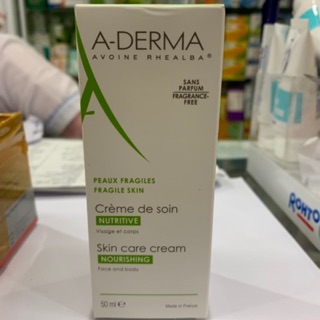 A-DERMA
AVOINE RHEALBA®
SANS
PARFUM
FRAGRANCE-
FREE
PEAUX FRAGILES
FRAGILE SKIN
Crème de soin
NUTRITIVE
Visage et corps
Skin care cream
NOURISHING
Face and body
50 ml e
Made in France